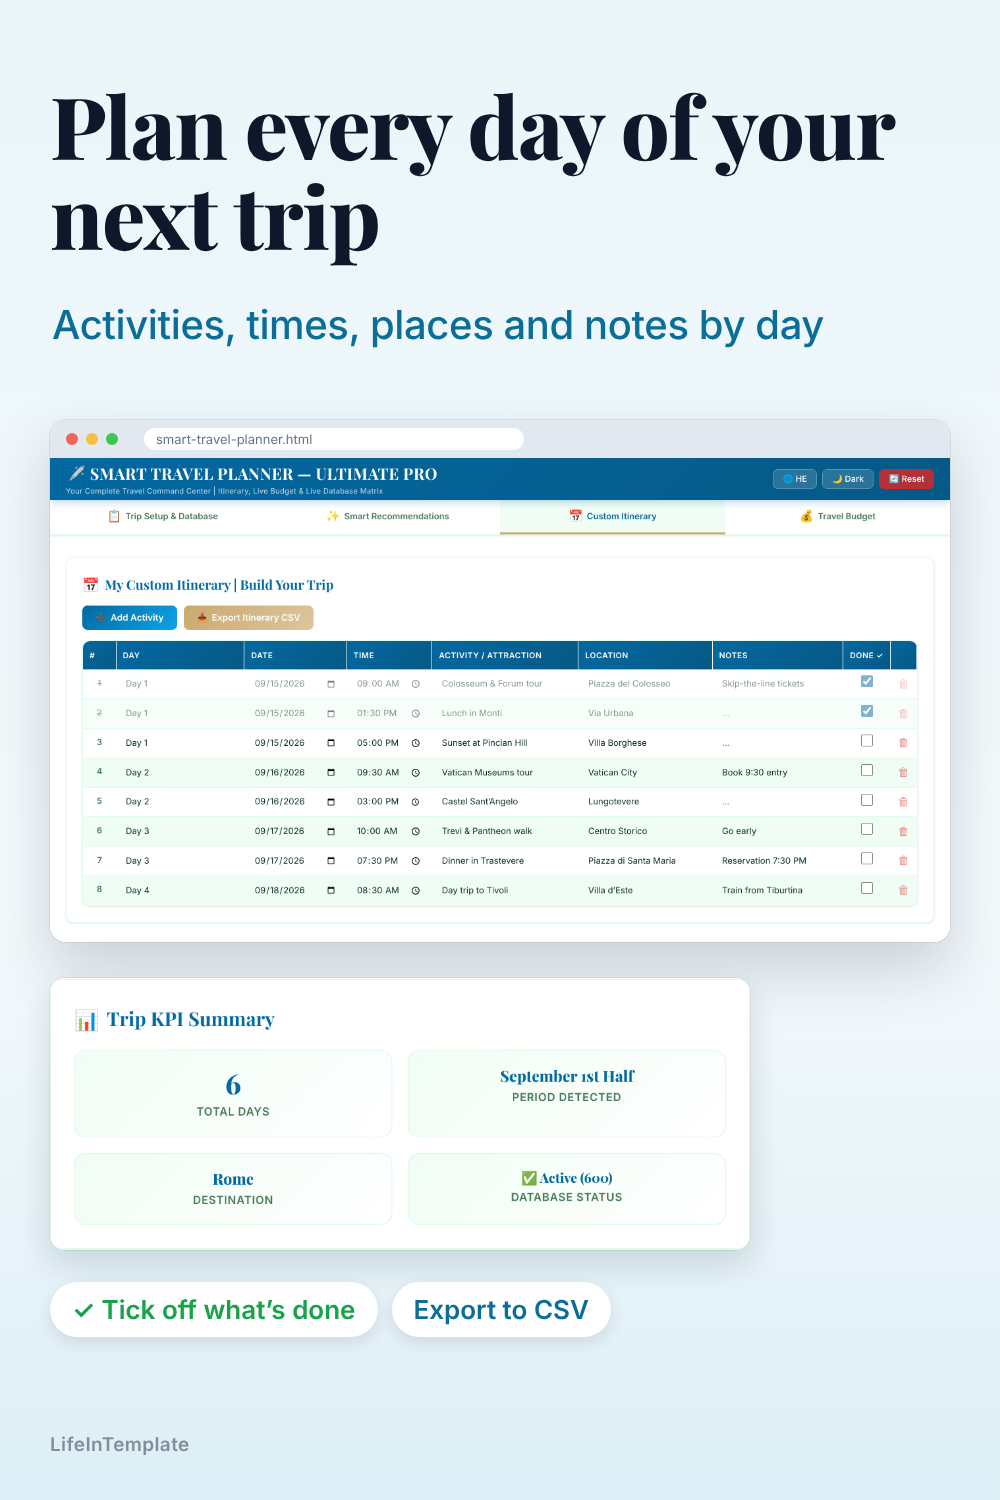 Plan every day of your
next trip
Activities, times, places and notes by day
smart-travel-planner.html
SMART TRAVEL PLANNER — ULTIMATE PRO
Your Complete Travel Command Center | Itinerary, Live Budget & Live Database Matrix
HE
Dark
Reset
Trip Setup & Database
Smart Recommendations
Custom Itinerary
Travel Budget
My Custom Itinerary | Build Your Trip
Add Activity
Export Itinerary CSV
# DAY DATE TIME ACTIVITY / ATTRACTION LOCATION NOTES DONE ✓
1 Day 1 09/15/2026 09:00 AM Colosseum & Forum tour Piazza del Colosseo Skip-the-line tickets
2 Day 1 09/15/2026 01:30 PM Lunch in Monti Via Urbana ...
3 Day 1 09/15/2026 05:00 PM Sunset at Pincian Hill Villa Borghese ...
4 Day 2 09/16/2026 09:30 AM Vatican Museums tour Vatican City Book 9:30 entry
5 Day 2 09/16/2026 03:00 PM Castel Sant'Angelo Lungotevere ...
6 Day 3 09/17/2026 10:00 AM Trevi & Pantheon walk Centro Storico Go early
7 Day 3 09/17/2026 07:30 PM Dinner in Trastevere Piazza di Santa Maria Reservation 7:30 PM
8 Day 4 09/18/2026 08:30 AM Day trip to Tivoli Villa d'Este Train from Tiburtina
Trip KPI Summary
6
TOTAL DAYS
September 1st Half
PERIOD DETECTED
Rome
DESTINATION
✅ Active (600)
DATABASE STATUS
✓ Tick off what's done
Export to CSV
LifeInTemplate